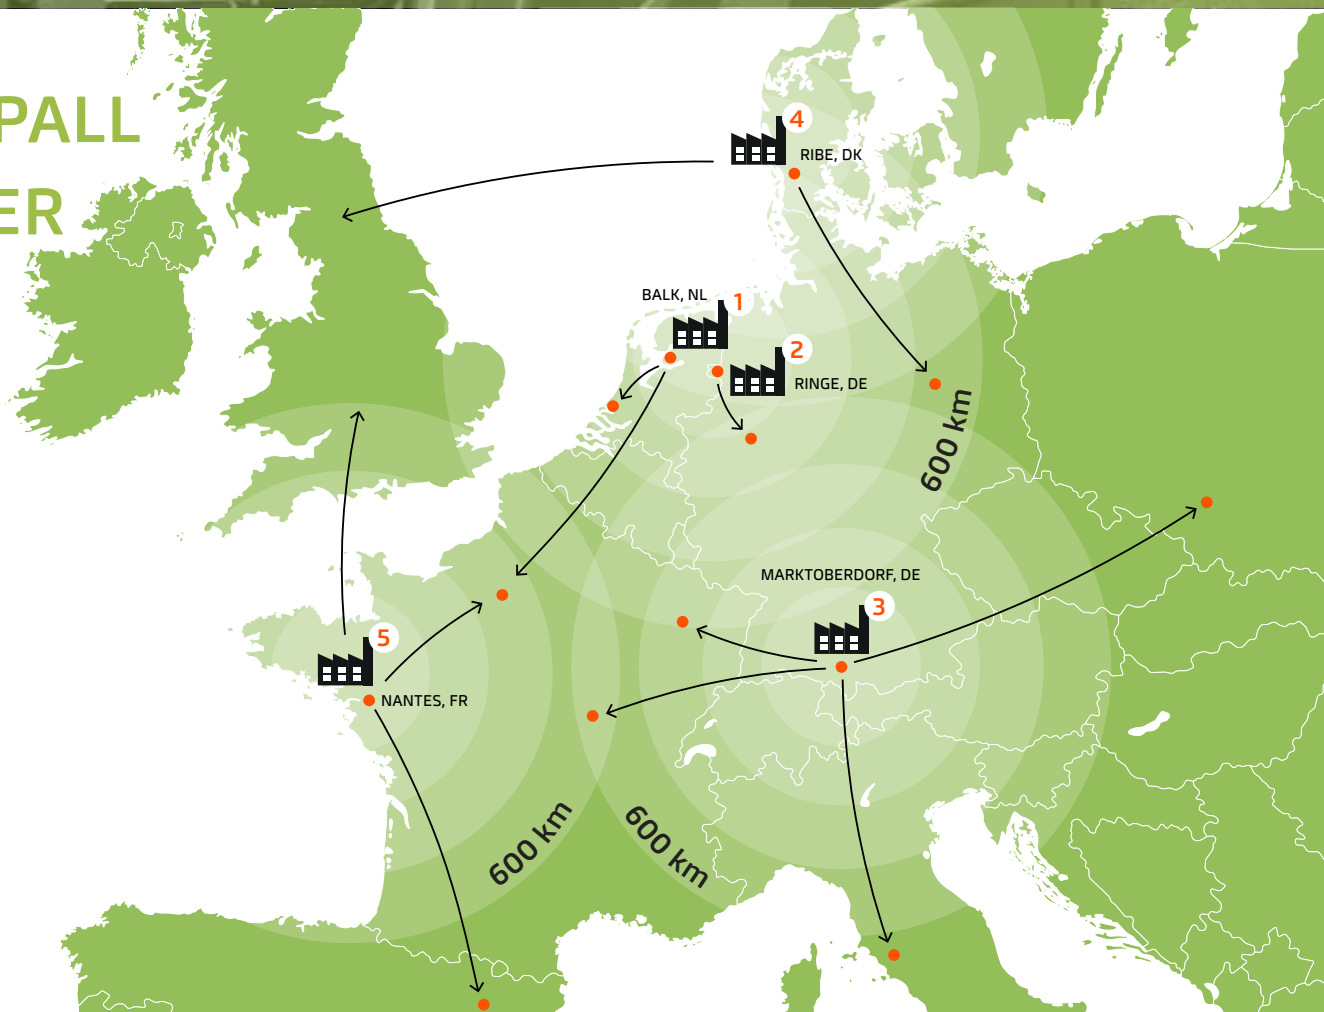 PALL
ER
4
RIBE, DK
BALK, NL
1
2
RINGE, DE
600 km
MARKTOBERDORF, DE
3
5
NANTES, FR
600 km
600 km